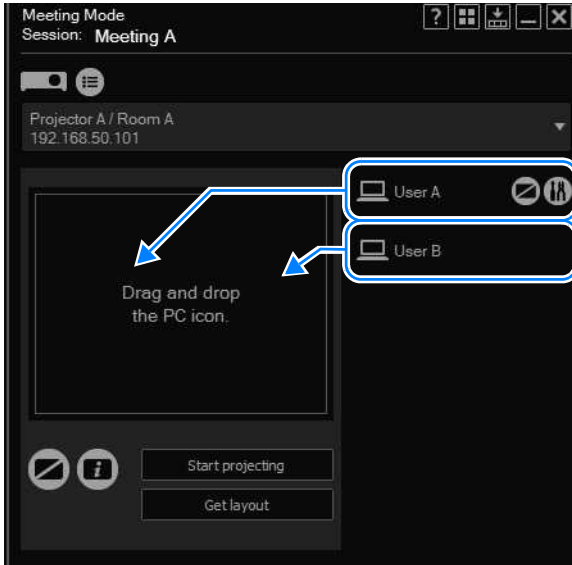 Meeting Mode
Session: Meeting A
Projector A / Room A
192.168.50.101
User A
User B
Drag and drop
the PC icon.
Start projecting
Get layout